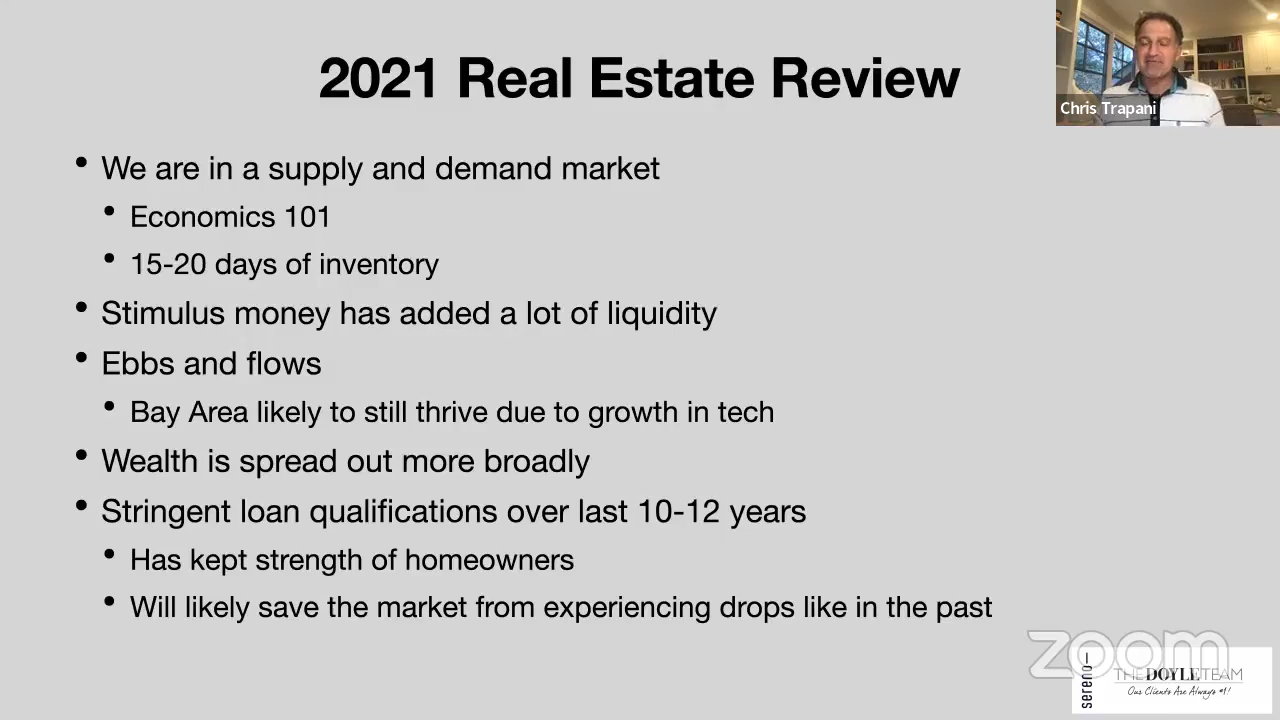 2021 Real Estate Review
Chris Trapani
• We are in a supply and demand market
• Economics 101
• 15-20 days of inventory
• Stimulus money has added a lot of liquidity
• Ebbs and flows
• Bay Area likely to still thrive due to growth in tech
• Wealth is spread out more broadly
• Stringent loan qualifications over last 10-12 years
• Has kept strength of homeowners
• Will likely save the market from experiencing drops like in the past
zoom
sereno
THE DOYLE TEAM
Our Clients Are Always #1!